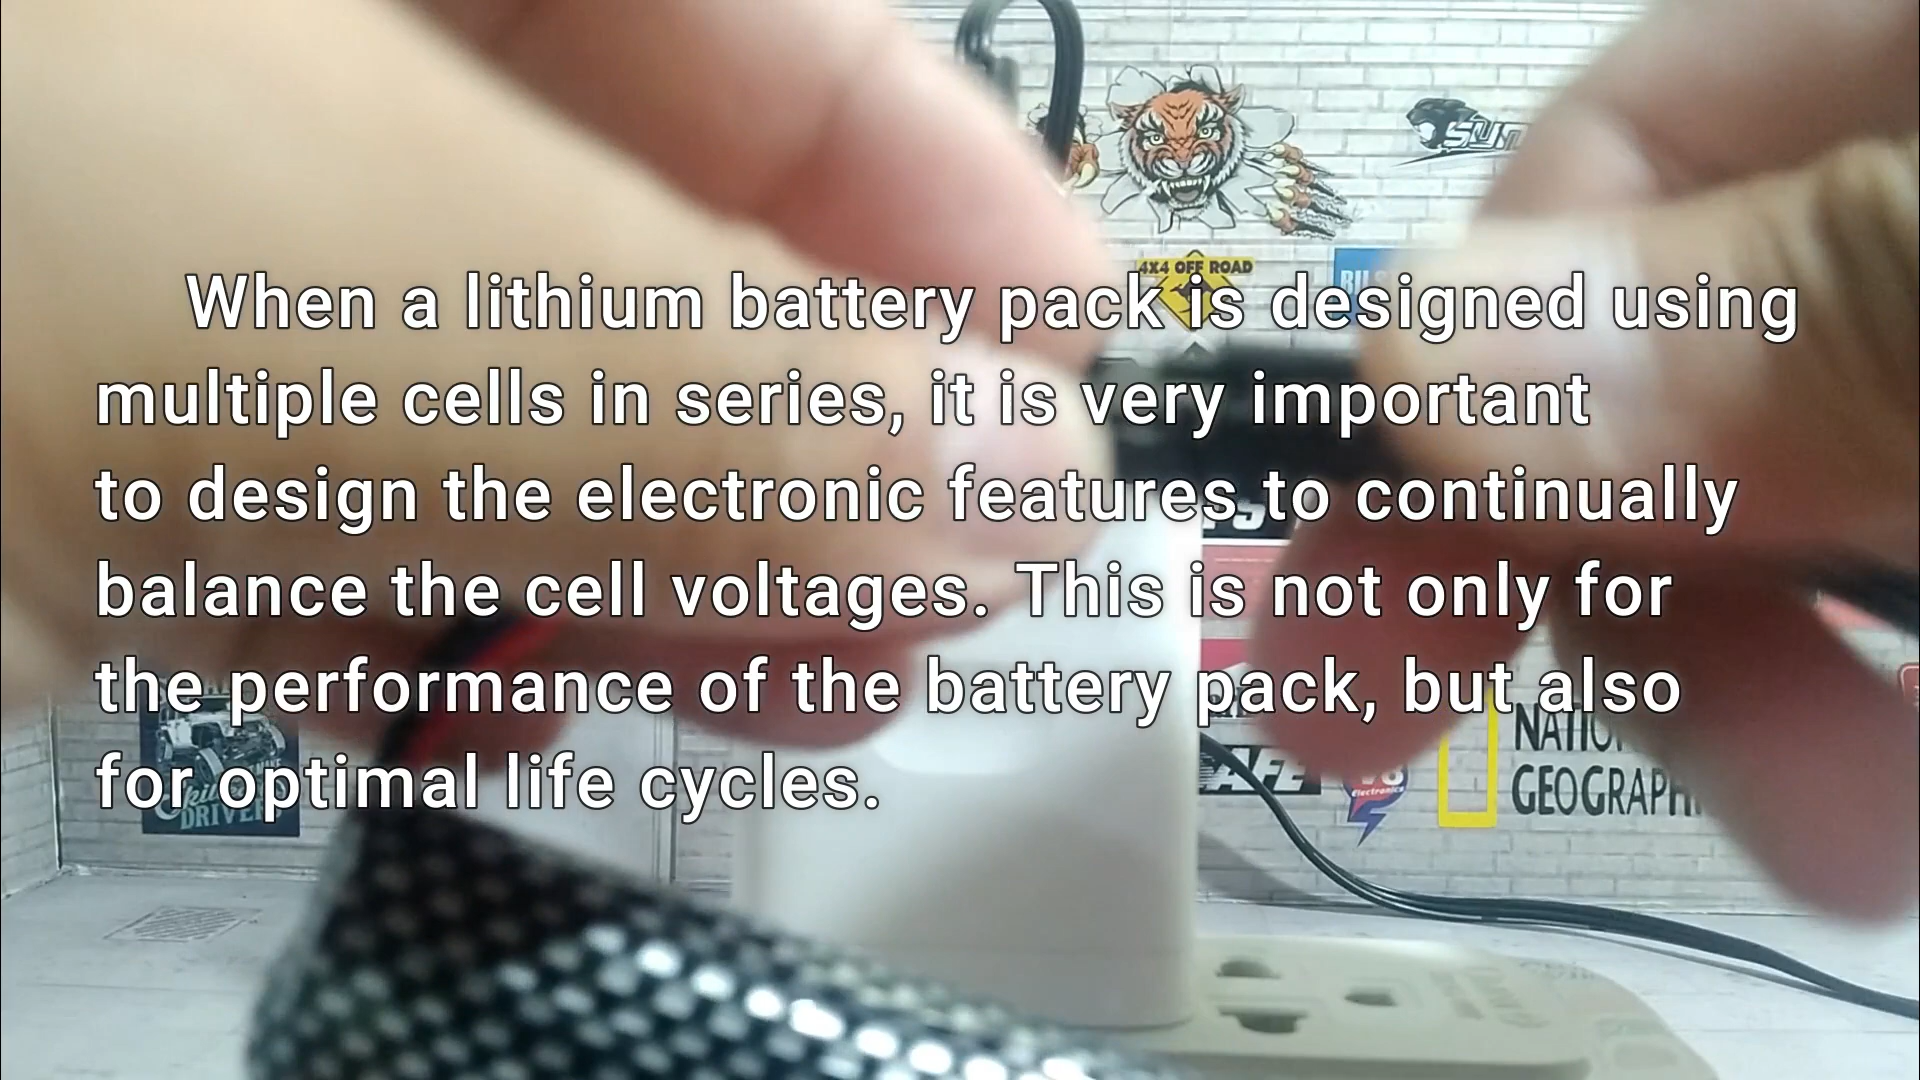 4X4 OFF ROAD
When a lithium battery pack is designed using
multiple cells in series, it is very important
to design the electronic features to continually
balance the cell voltages. This is not only for
the performance of the battery pack, but also
for optimal life cycles.
DRIVER
Electronics
GEOGRAPHI